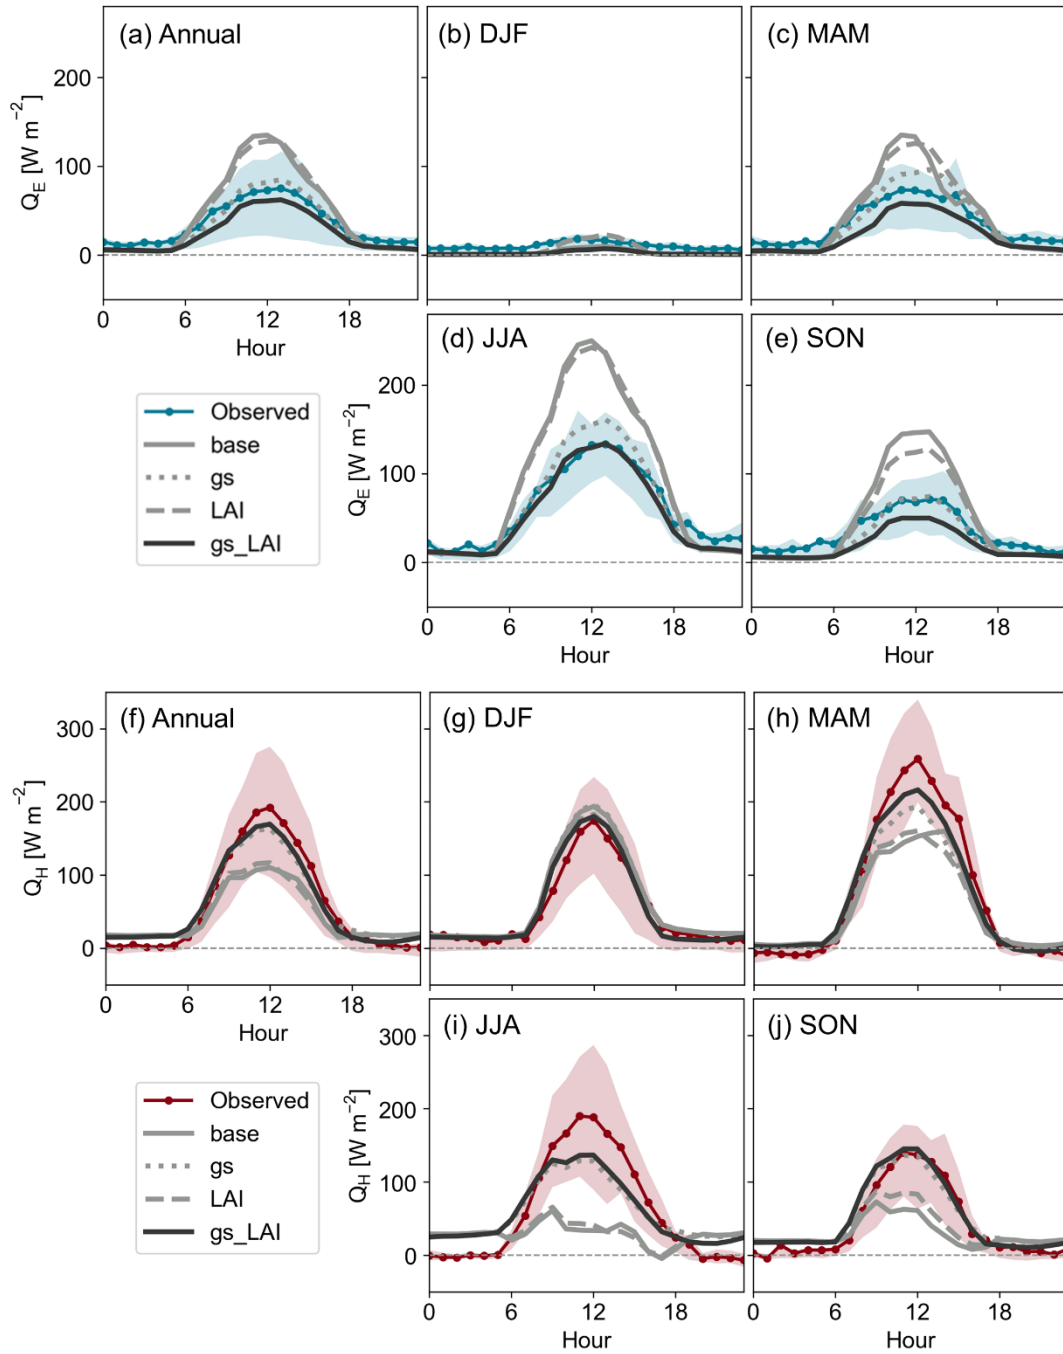 (a) Annual
(b) DJF
(c) MAM
200
100
0
Q_E [W m⁻²]
0 6 12 18
Hour
(d) JJA
(e) SON
200
100
0
Q_E [W m⁻²]
0 6 12 18
0 6 12 18
Hour
Hour
Observed
base
gs
LAI
gs_LAI
(f) Annual
(g) DJF
(h) MAM
300
200
100
0
Q_H [W m⁻²]
0 6 12 18
Hour
(i) JJA
(j) SON
300
200
100
0
Q_H [W m⁻²]
0 6 12 18
0 6 12 18
Hour
Hour
Observed
base
gs
LAI
gs_LAI